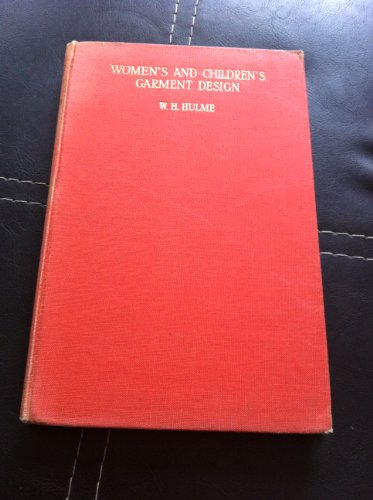 WOMEN'S AND CHILDREN'S
GARMENT DESIGN
W. H. HULME